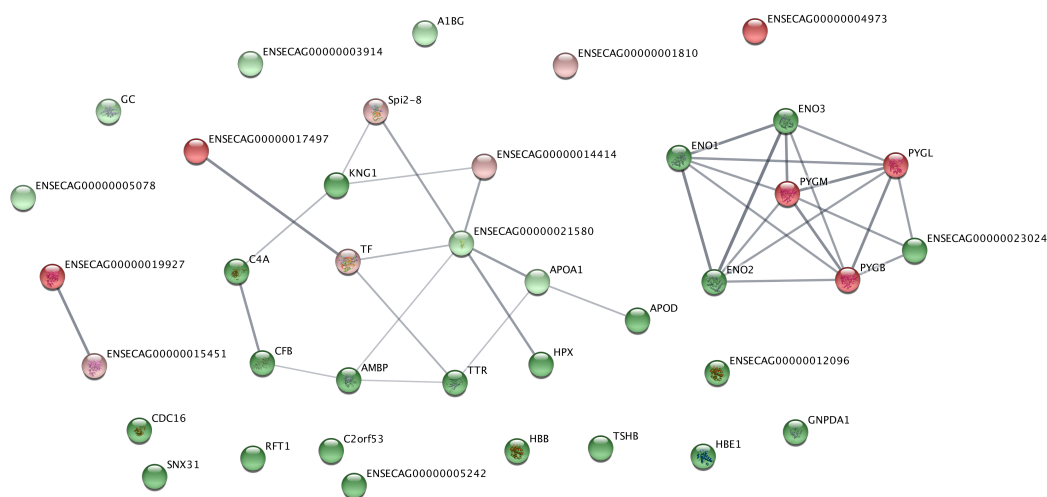 ENSECAG00000004973
A1BG
ENSECAG00000003914
ENSECAG00000001810
GC
Spi2-8
ENO3
ENSECAG00000017497
ENO1
PYGL
ENSECAG00000014414
KNG1
PYGM
ENSECAG00000005078
ENSECAG00000021580
ENSECAG00000023024
TF
C4A
ENSECAG00000019927
APOA1
ENO2
PYGB
APOD
CFB
HPX
ENSECAG00000015451
ENSECAG00000012096
AMBP
TTR
CDC16
GNPDA1
C2orf53
HBB
TSHB
RFT1
HBE1
SNX31
ENSECAG00000005242